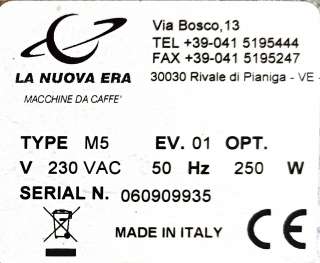 LA NUOVA ERA
MACCHINE DA CAFFE'
Via Bosco,13
TEL +39-041 5195444
FAX +39-041 5195247
30030 Rivale di Pianiga - VE -
TYPE M5 EV. 01 OPT.
V 230 VAC 50 Hz 250 W
SERIAL N. 060909935
MADE IN ITALY CE